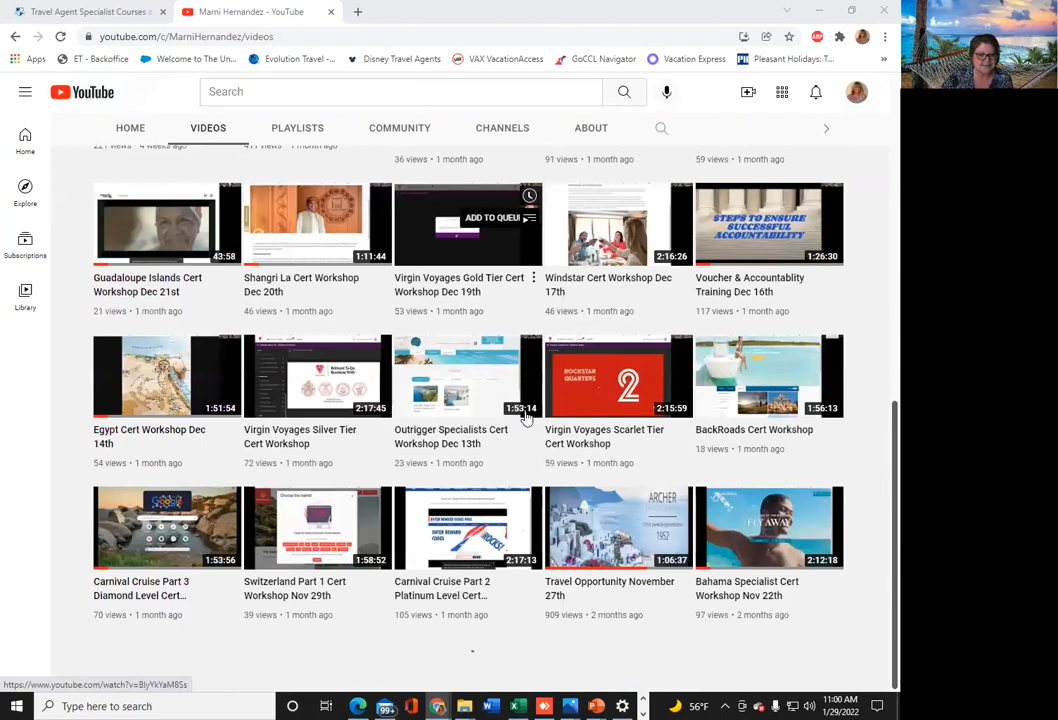 Travel Agent Specialist Courses a
Marni Hernandez - YouTube
youtube.com/c/MarniHernandez/videos
Apps
ET - Backoffice
Welcome to The Un...
Evolution Travel -...
Disney Travel Agents
VAX VacationAccess
GoCCL Navigator
Vacation Express
Pleasant Holidays: T...
YouTube
Search
HOME
VIDEOS
PLAYLISTS
COMMUNITY
CHANNELS
ABOUT
Home
Explore
Subscriptions
Library
36 views • 1 month ago
91 views • 1 month ago
59 views • 1 month ago
43:58
1:11:44
ADD TO QUEU
2:16:26
STEPS TO ENSURE
SUCCESSFUL
ACCOUNTABILITY
1:26:30
Guadaloupe Islands Cert
Workshop Dec 21st
21 views • 1 month ago
Shangri La Cert Workshop
Dec 20th
46 views • 1 month ago
Virgin Voyages Gold Tier Cert
Workshop Dec 19th
53 views • 1 month ago
Windstar Cert Workshop Dec
17th
46 views • 1 month ago
Voucher & Accountablity
Training Dec 16th
117 views • 1 month ago
1:51:54
2:17:45
1:53:14
ROCKSTAR
QUARTERS
2
2:15:59
1:56:13
Egypt Cert Workshop Dec
14th
54 views • 1 month ago
Virgin Voyages Silver Tier
Cert Workshop
72 views • 1 month ago
Outrigger Specialists Cert
Workshop Dec 13th
23 views • 1 month ago
Virgin Voyages Scarlet Tier
Cert Workshop
59 views • 1 month ago
BackRoads Cert Workshop
18 views • 1 month ago
Google
1:53:56
1:58:52
ENTER REWARD CODES
ROCKS!
2:17:13
ARCHER
1952
1:06:37
FLY AWAY
2:12:18
Carnival Cruise Part 3
Diamond Level Cert...
70 views • 1 month ago
Switzerland Part 1 Cert
Workshop Nov 29th
39 views • 1 month ago
Carnival Cruise Part 2
Platinum Level Cert...
105 views • 1 month ago
Travel Opportunity November
27th
909 views • 2 months ago
Bahama Specialist Cert
Workshop Nov 22th
97 views • 2 months ago
https://www.youtube.com/watch?v=BlyYkYaM8Ss
Type here to search
99+
56°F
11:00 AM
1/29/2022